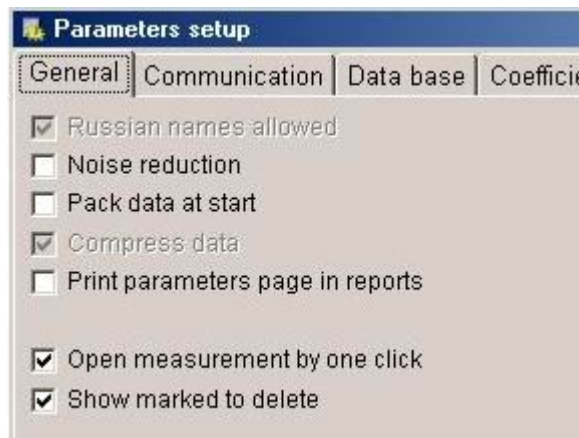 Parameters setup
General Communication Data base
Russian names allowed
Noise reduction
Pack data at start
Compress data
Print parameters page in reports
Open measurement by one click
Show marked to delete